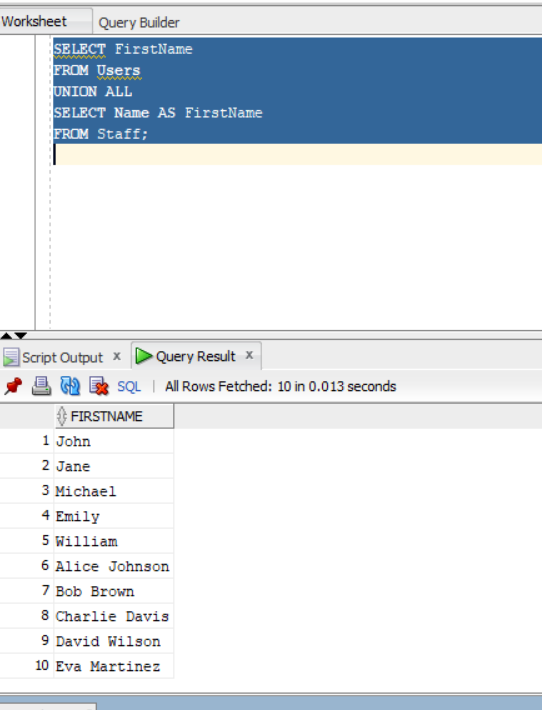 Worksheet Query Builder
SELECT FirstName
FROM Users
UNION ALL
SELECT Name AS FirstName
FROM Staff;
Script Output x Query Result x
SQL | All Rows Fetched: 10 in 0.013 seconds
FIRSTNAME
1 John
2 Jane
3 Michael
4 Emily
5 William
6 Alice Johnson
7 Bob Brown
8 Charlie Davis
9 David Wilson
10 Eva Martinez